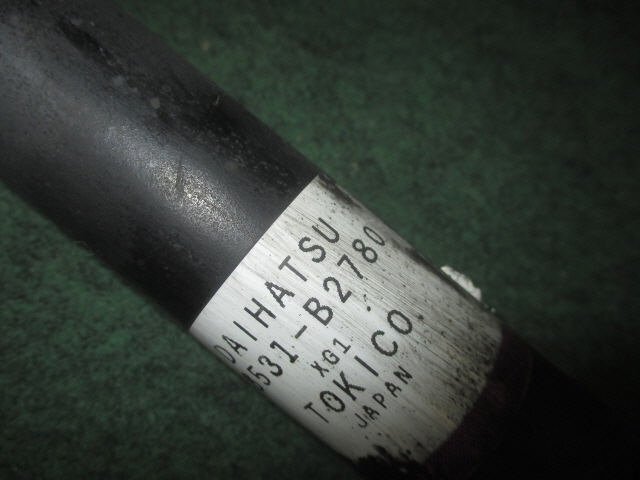 DAIHATSU
531-B2780
XG1
TOKICO
JAPAN